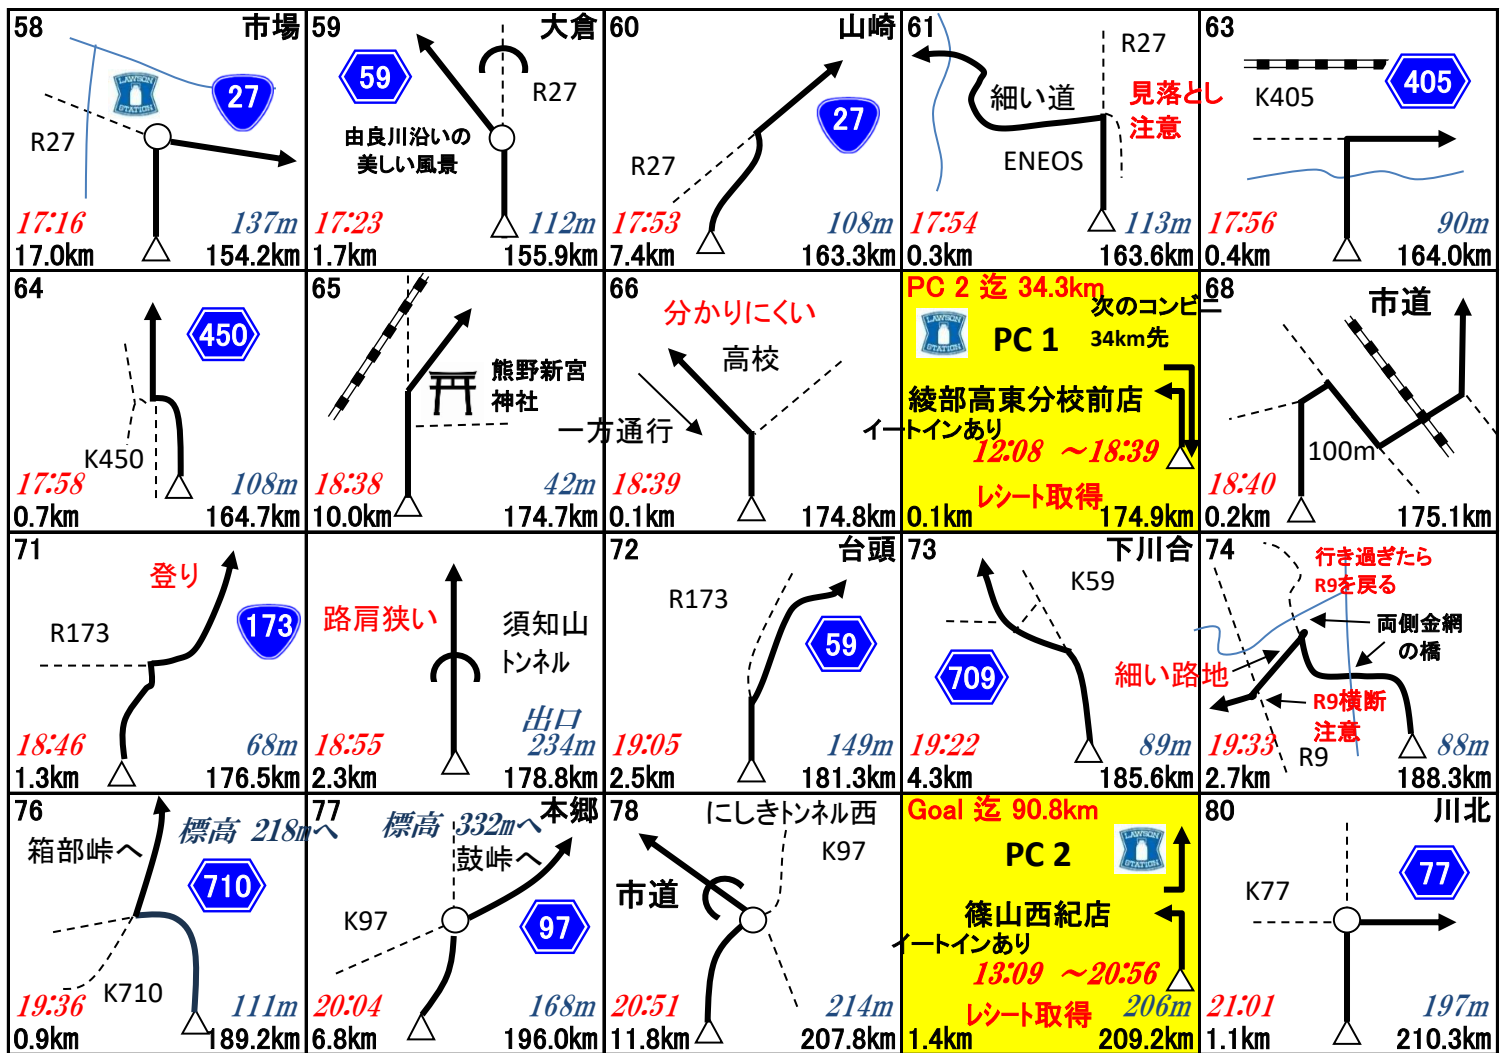 58 市場
LAWSON
STATION
27
R27
17:16 137m
17.0km 154.2km
59 大倉
59
R27
由良川沿いの
美しい風景
17:23 112m
1.7km 155.9km
60 山崎
27
R27
17:53 108m
7.4km 163.3km
61
R27
細い道
見落とし
注意
ENEOS
17:54 113m
0.3km 163.6km
63
K405
405
17:56 90m
0.4km 164.0km
64
450
K450
17:58 108m
0.7km 164.7km
65
熊野新宮
神社
18:38 42m
10.0km 174.7km
66
分かりにくい
高校
一方通行
18:39
0.1km 174.8km
PC 2 迄 34.3km
LAWSON
STATION
PC 1
次のコンビニ
34km先
綾部高東分校前店
イートインあり
12:08 ～18:39
レシート取得
0.1km 174.9km
68
市道
100m
18:40
0.2km 175.1km
71
登り
R173
173
18:46 68m
1.3km 176.5km
路肩狭い
須知山
トンネル
出口
18:55 234m
2.3km 178.8km
72 台頭
R173
59
19:05 149m
2.5km 181.3km
73 下川合
K59
709
19:22 89m
4.3km 185.6km
74
行き過ぎたら
R9を戻る
両側金網
の橋
細い路地
R9横断
注意
R9
19:33 88m
2.7km 188.3km
76
標高 218mへ
箱部峠へ
710
K710
19:36 111m
0.9km 189.2km
77 本郷
標高 332mへ
鼓峠へ
K97
97
20:04 168m
6.8km 196.0km
78
にしきトンネル西
K97
市道
20:51 214m
11.8km 207.8km
Goal 迄 90.8km
PC 2
LAWSON
STATION
篠山西紀店
イートインあり
13:09 ～20:56
レシート取得 206m
1.4km 209.2km
80 川北
K77
77
21:01 197m
1.1km 210.3km